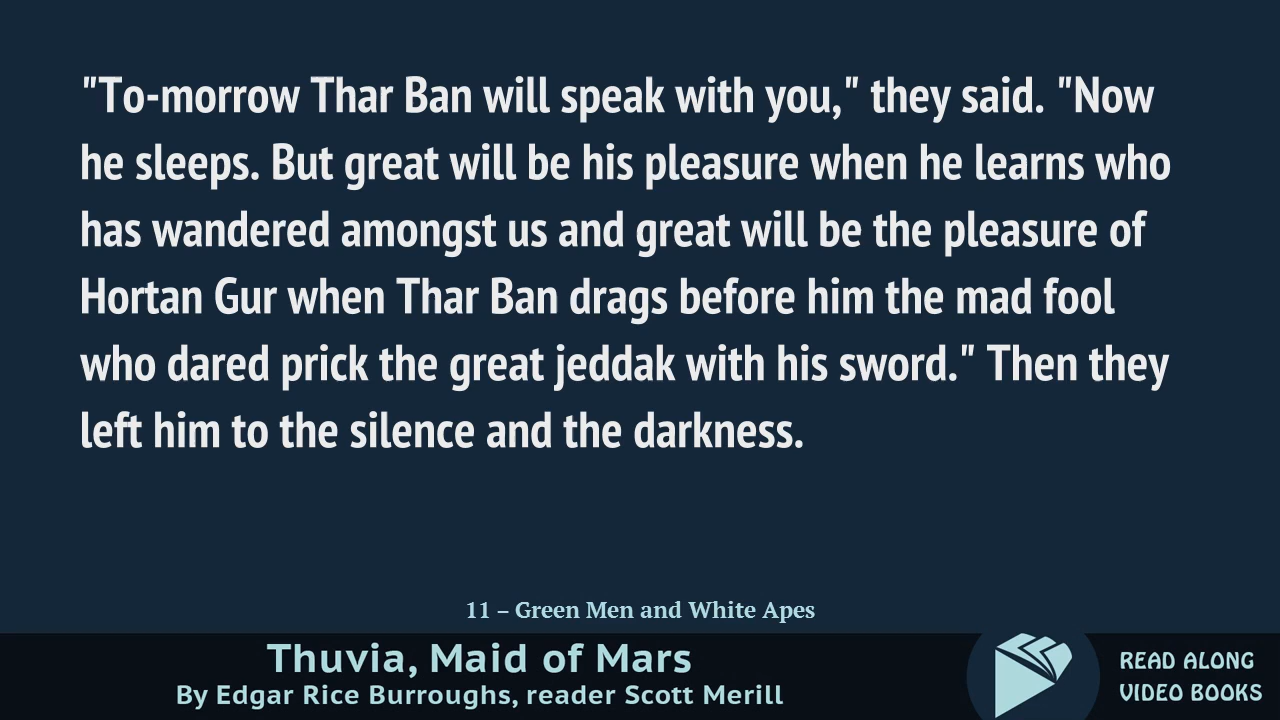 "To-morrow Thar Ban will speak with you," they said. "Now
he sleeps. But great will be his pleasure when he learns who
has wandered amongst us and great will be the pleasure of
Hortan Gur when Thar Ban drags before him the mad fool
who dared prick the great jeddak with his sword." Then they
left him to the silence and the darkness.
11 – Green Men and White Apes
Thuvia, Maid of Mars
By Edgar Rice Burroughs, reader Scott Merill
READ ALONG
VIDEO BOOKS